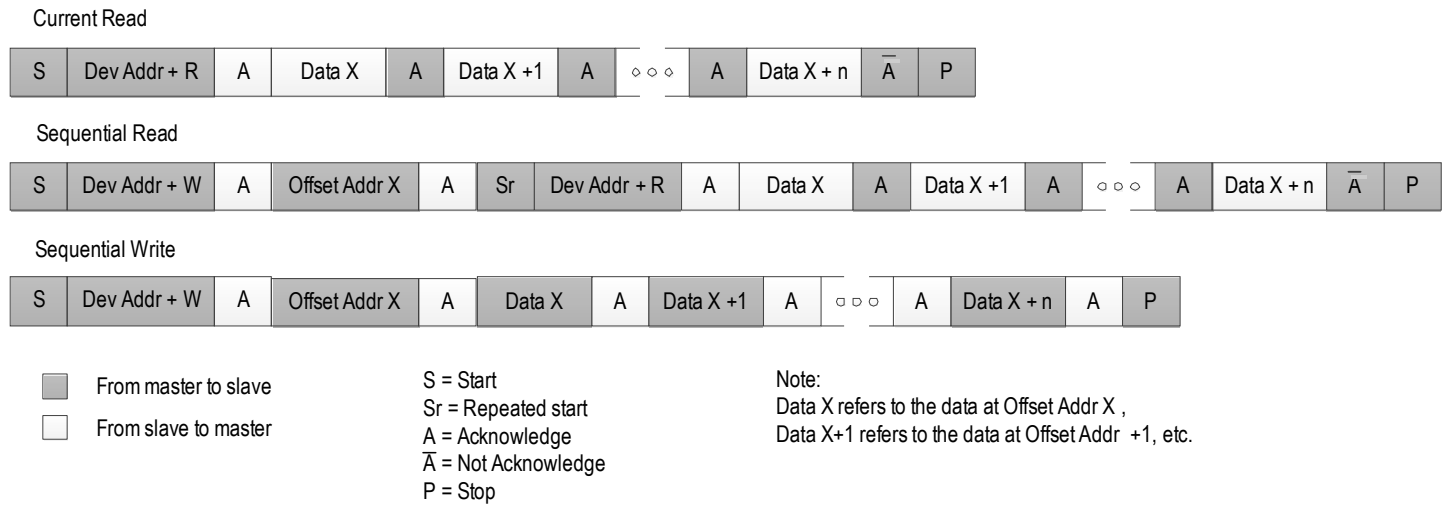 Current Read
S Dev Addr + R A Data X A Data X +1 A A Data X + n A̅ P
Sequential Read
S Dev Addr + W A Offset Addr X A Sr Dev Addr + R A Data X A Data X +1 A A Data X + n A̅ P
Sequential Write
S Dev Addr + W A Offset Addr X A Data X A Data X +1 A A Data X + n A P
From master to slave
From slave to master
S = Start
Sr = Repeated start
A = Acknowledge
A̅ = Not Acknowledge
P = Stop
Note:
Data X refers to the data at Offset Addr X ,
Data X+1 refers to the data at Offset Addr +1, etc.